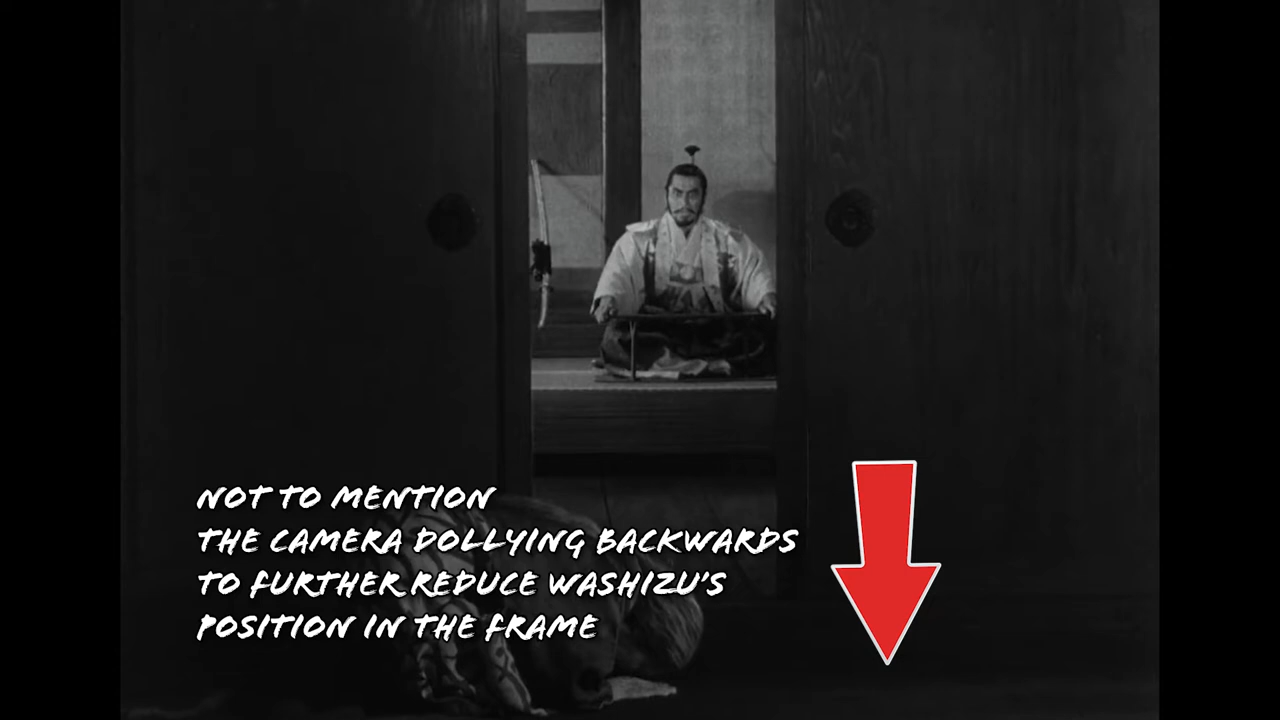 NOT TO MENTION
THE CAMERA DOLLYING BACKWARDS
TO FURTHER REDUCE WASHIZU'S
POSITION IN THE FRAME